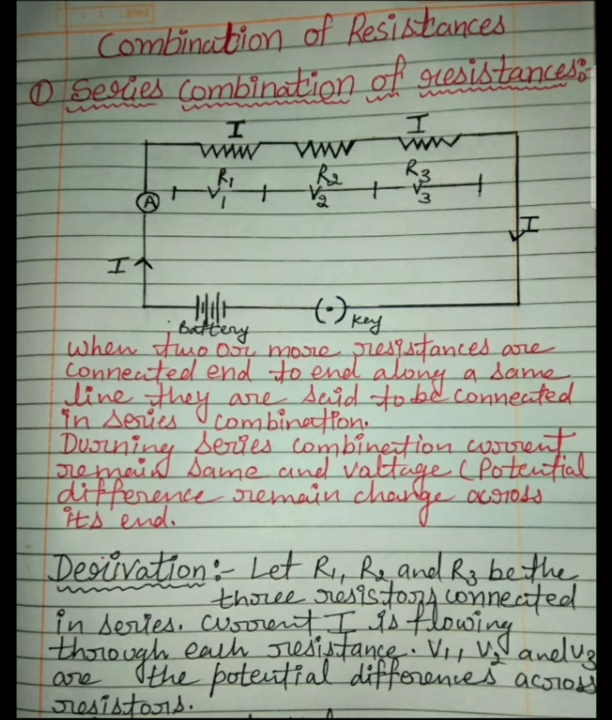 Combination of Resistances
① Series combination of resistances:
I I
R1 R2 R3
A V1 V2 V3
I
I
Battery (·) Key
when two or more resistances are
connected end to end along a same
line they are said to be connected
in series combination.
Durning series combination current
remain same and valtage (Potential
difference remain change across
its end.
Derivation:- Let R1, R2 and R3 be the
three resistors connected
in series. current I is flowing
through each resistance. V1, V2 and V3
are the potential differences across
resistors.